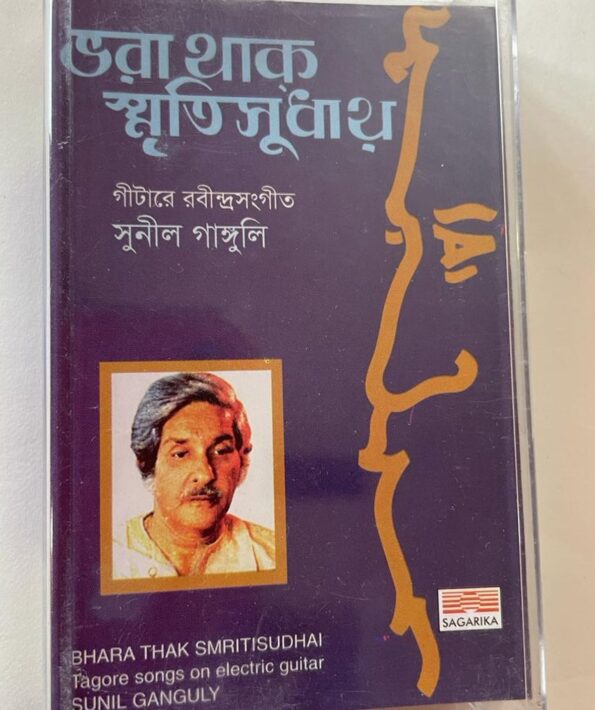 ভরা থাক্
স্মৃতিসুধায়
গীটারে রবীন্দ্রসংগীত
সুনীল গাঙ্গুলি
SAGARIKA
BHARA THAK SMRITISUDHAI
Tagore songs on electric guitar
SUNIL GANGULY